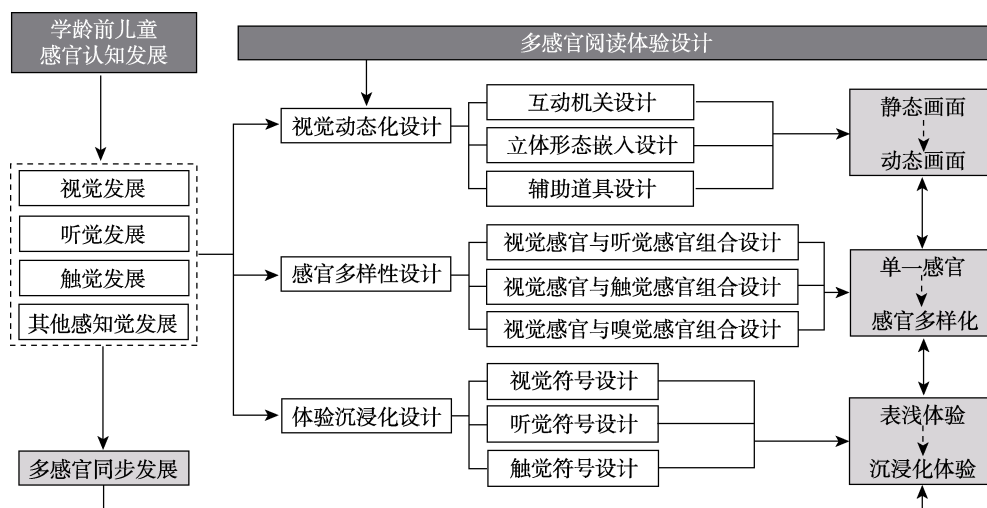 学龄前儿童
感官认知发展
视觉发展
听觉发展
触觉发展
其他感知觉发展
多感官同步发展
多感官阅读体验设计
视觉动态化设计
互动机关设计
立体形态嵌入设计
辅助道具设计
静态画面
动态画面
感官多样性设计
视觉感官与听觉感官组合设计
视觉感官与触觉感官组合设计
视觉感官与嗅觉感官组合设计
单一感官
感官多样化
体验沉浸化设计
视觉符号设计
听觉符号设计
触觉符号设计
表浅体验
沉浸化体验